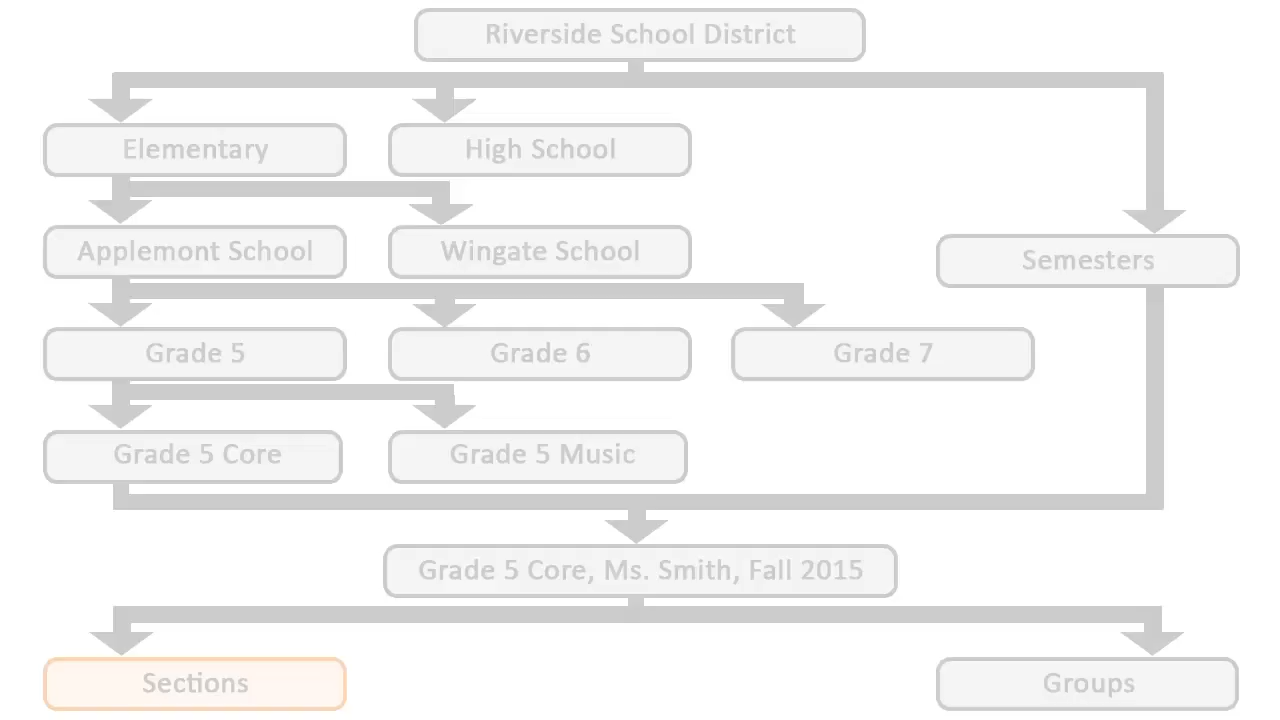 Riverside School District
Elementary
High School
Applemont School
Wingate School
Semesters
Grade 5
Grade 6
Grade 7
Grade 5 Core
Grade 5 Music
Grade 5 Core, Ms. Smith, Fall 2015
Sections
Groups